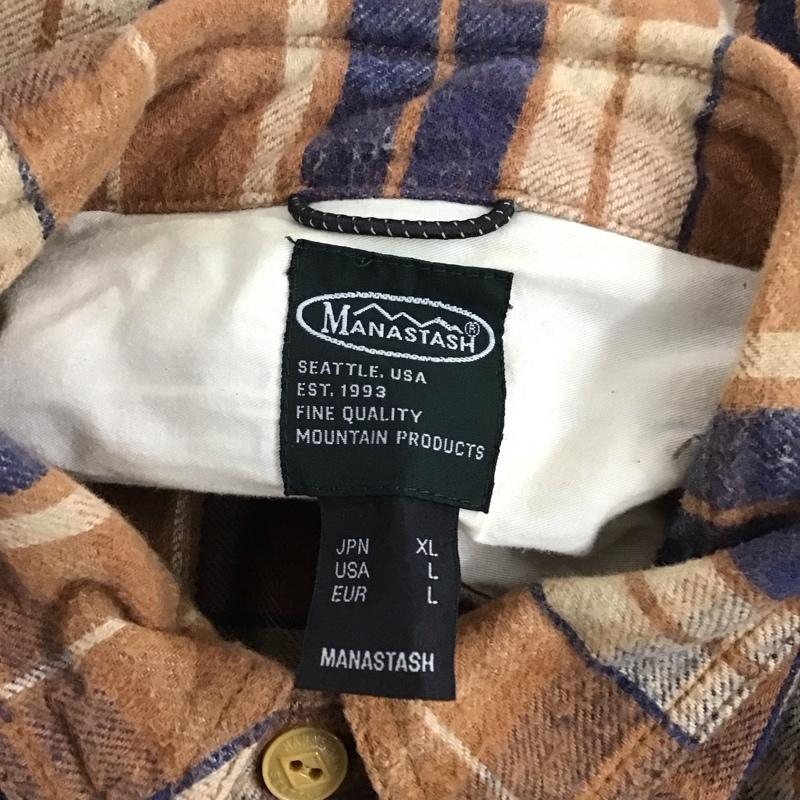 MANASTASH®
SEATTLE, USA
EST. 1993
FINE QUALITY
MOUNTAIN PRODUCTS
JPN XL
USA L
EUR L
MANASTASH